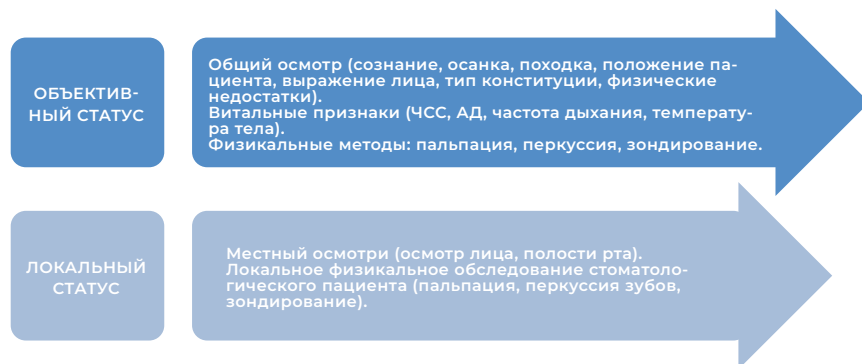 ОБЪЕКТИВ-
НЫЙ СТАТУС
Общий осмотр (сознание, осанка, походка, положение па-
циента, выражение лица, тип конституции, физические
недостатки).
Витальные признаки (ЧСС, АД, частота дыхания, температу-
ра тела).
Физикальные методы: пальпация, перкуссия, зондирование.
ЛОКАЛЬНЫЙ
СТАТУС
Местный осмотри (осмотр лица, полости рта).
Локальное физикальное обследование стоматоло-
гического пациента (пальпация, перкуссия зубов,
зондирование).